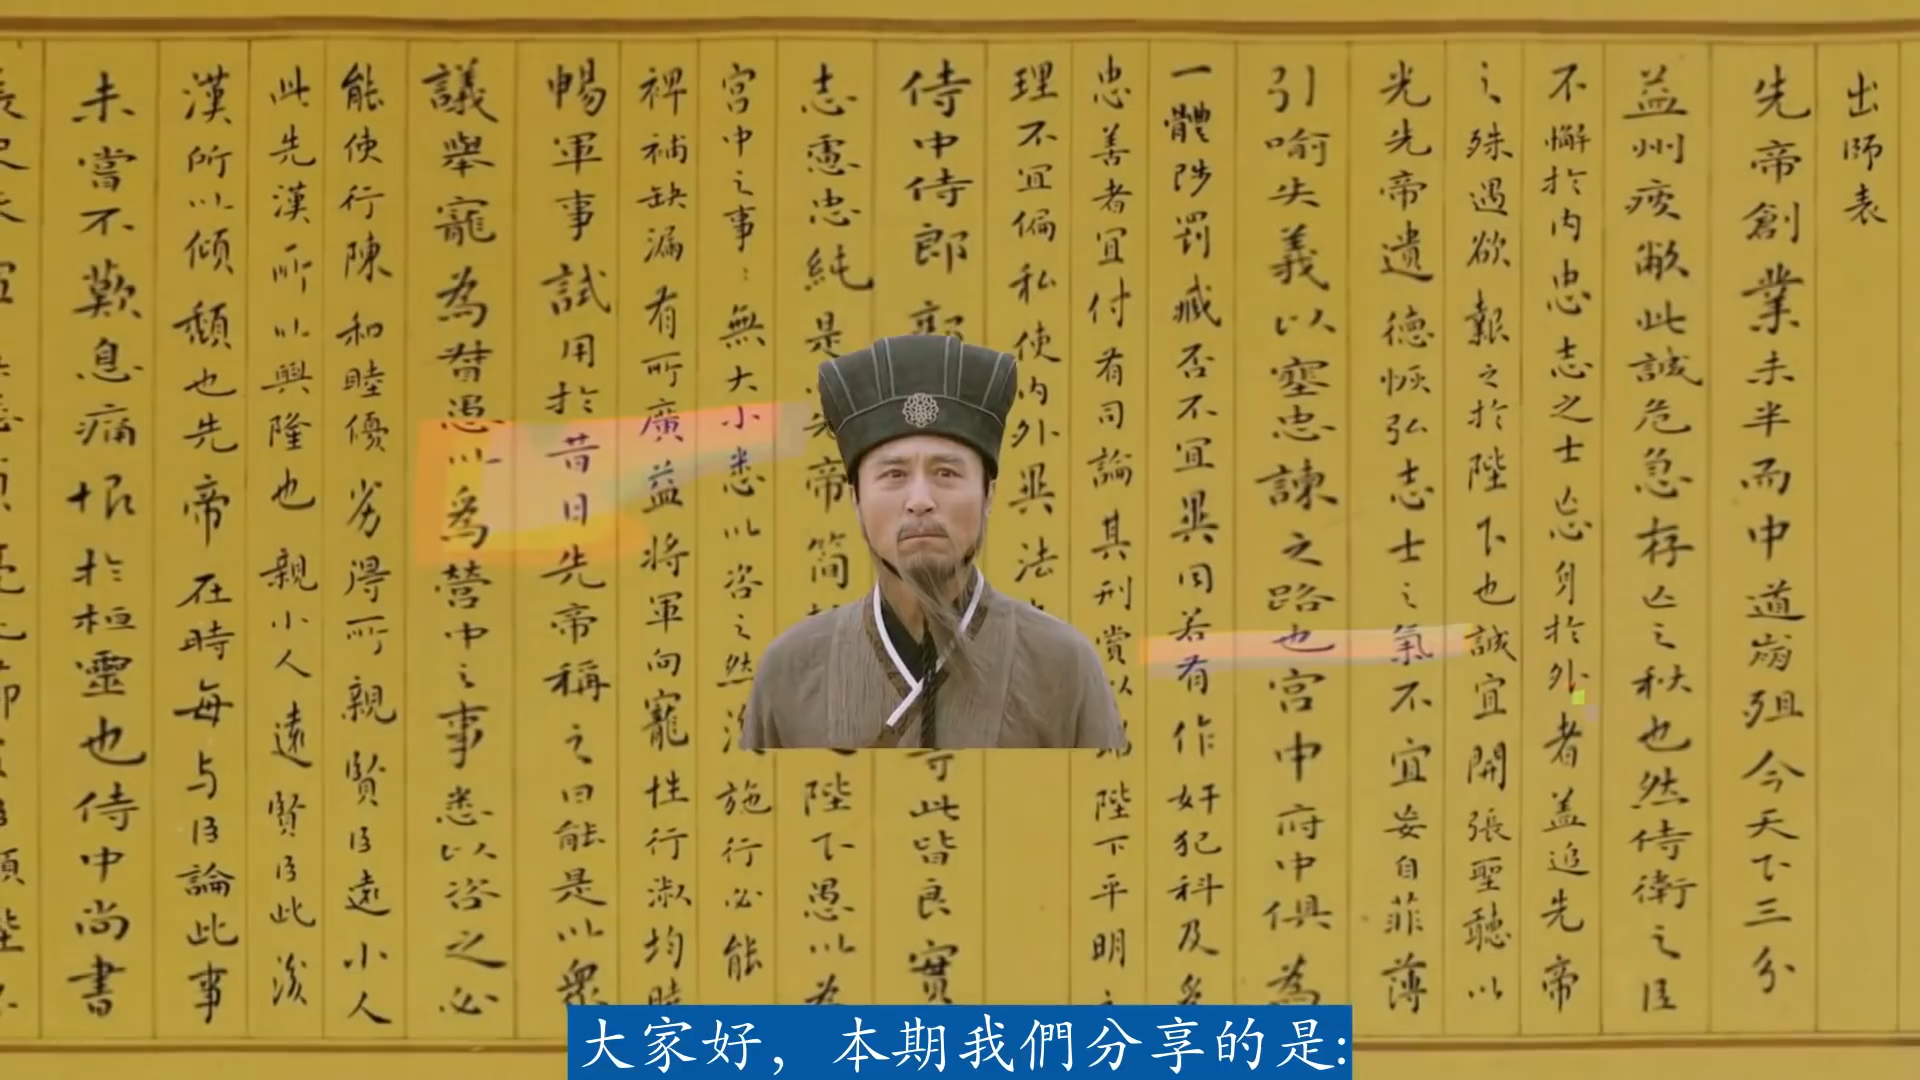 出師表
先帝創業未半而中道崩殂今天下三分
益州疲敝此誠危急存亡之秋也然侍衛之臣
不懈於內忠志之士亡忘身於外者蓋追先帝
之殊遇欲報之於陛下也誠宜開張聖聽以
光先帝遺德恢弘志士之氣不宜妄自菲薄
引喻失義以塞忠諫之路也宮中府中俱為
一體陟罰臧否不宜異同若有作奸犯科及
忠善者宜付有司論其刑賞以昭陛下平明之
理不宜偏私使內外異法
侍中侍郎郭等此皆良實
志慮忠純是先帝簡陛下愚以為
宮中之事：無大小悉以咨之然後施行必能
裨補缺漏有所廣益將軍向寵性行淑均
暢軍事試用於昔日先帝稱之曰能是以眾
議舉寵為督愚以為營中之事悉以咨之必
能使行陳和睦優劣得所親賢臣遠小人
此先漢所以興隆也親小人遠賢臣此後
漢所以傾頹也先帝在時每与臣論此事
未嘗不歎息痛恨於桓靈也侍中尚書
大家好，本期我們分享的是: